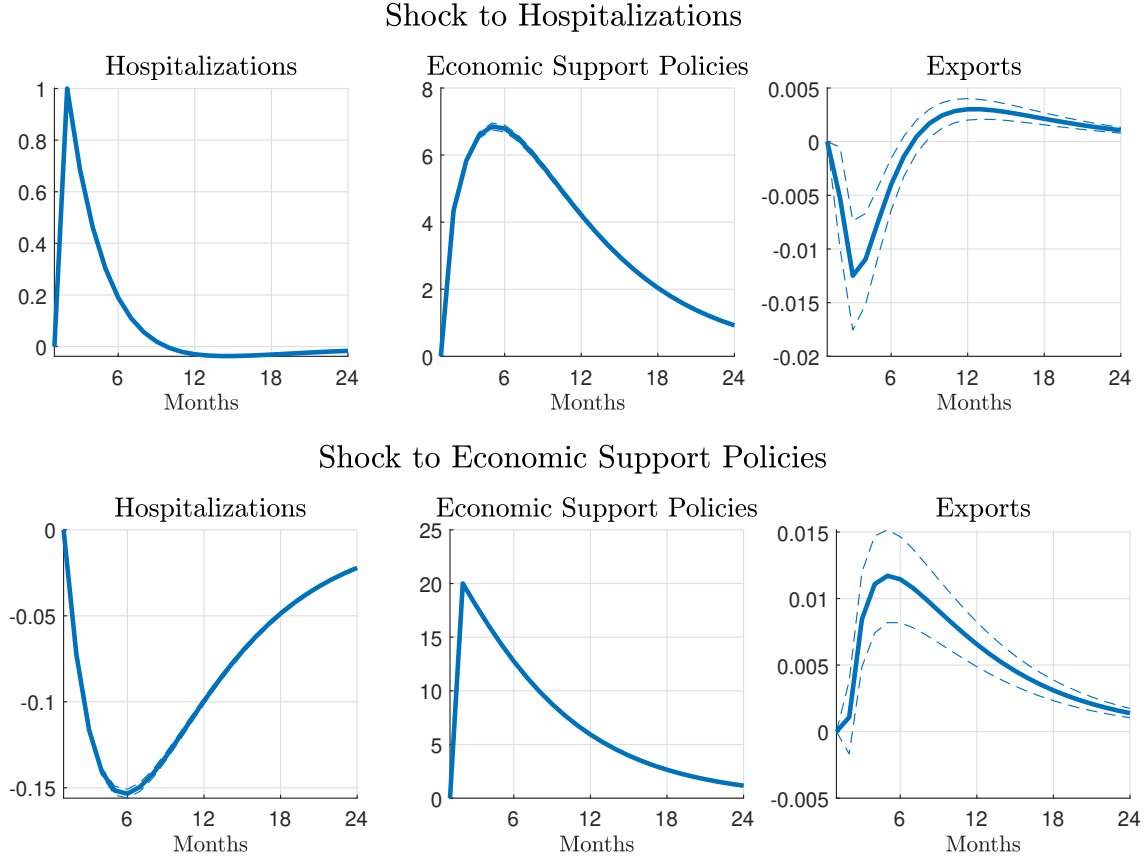 Shock to Hospitalizations
Hospitalizations
1
0.8
0.6
0.4
0.2
0
6 12 18 24
Months
Economic Support Policies
8
6
4
2
0
6 12 18 24
Months
Exports
0.005
0
-0.005
-0.01
-0.015
-0.02
6 12 18 24
Months
Shock to Economic Support Policies
Hospitalizations
0
-0.05
-0.1
-0.15
6 12 18 24
Months
Economic Support Policies
25
20
15
10
5
0
6 12 18 24
Months
Exports
0.015
0.01
0.005
0
-0.005
6 12 18 24
Months